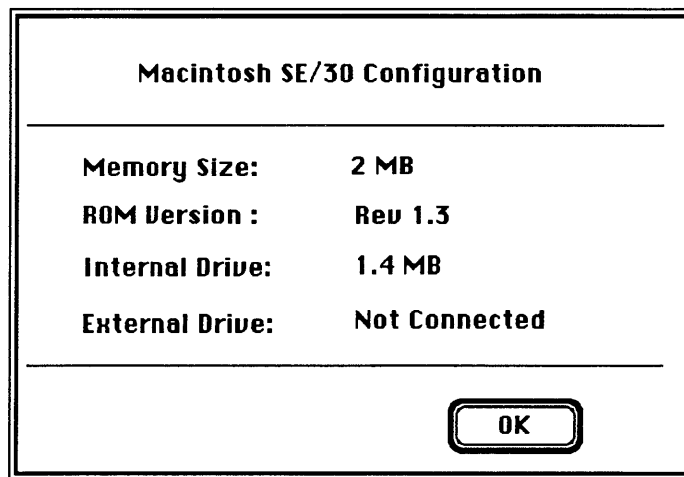 Macintosh SE/30 Configuration
Memory Size: 2 MB
ROM Version : Rev 1.3
Internal Drive: 1.4 MB
External Drive: Not Connected
OK